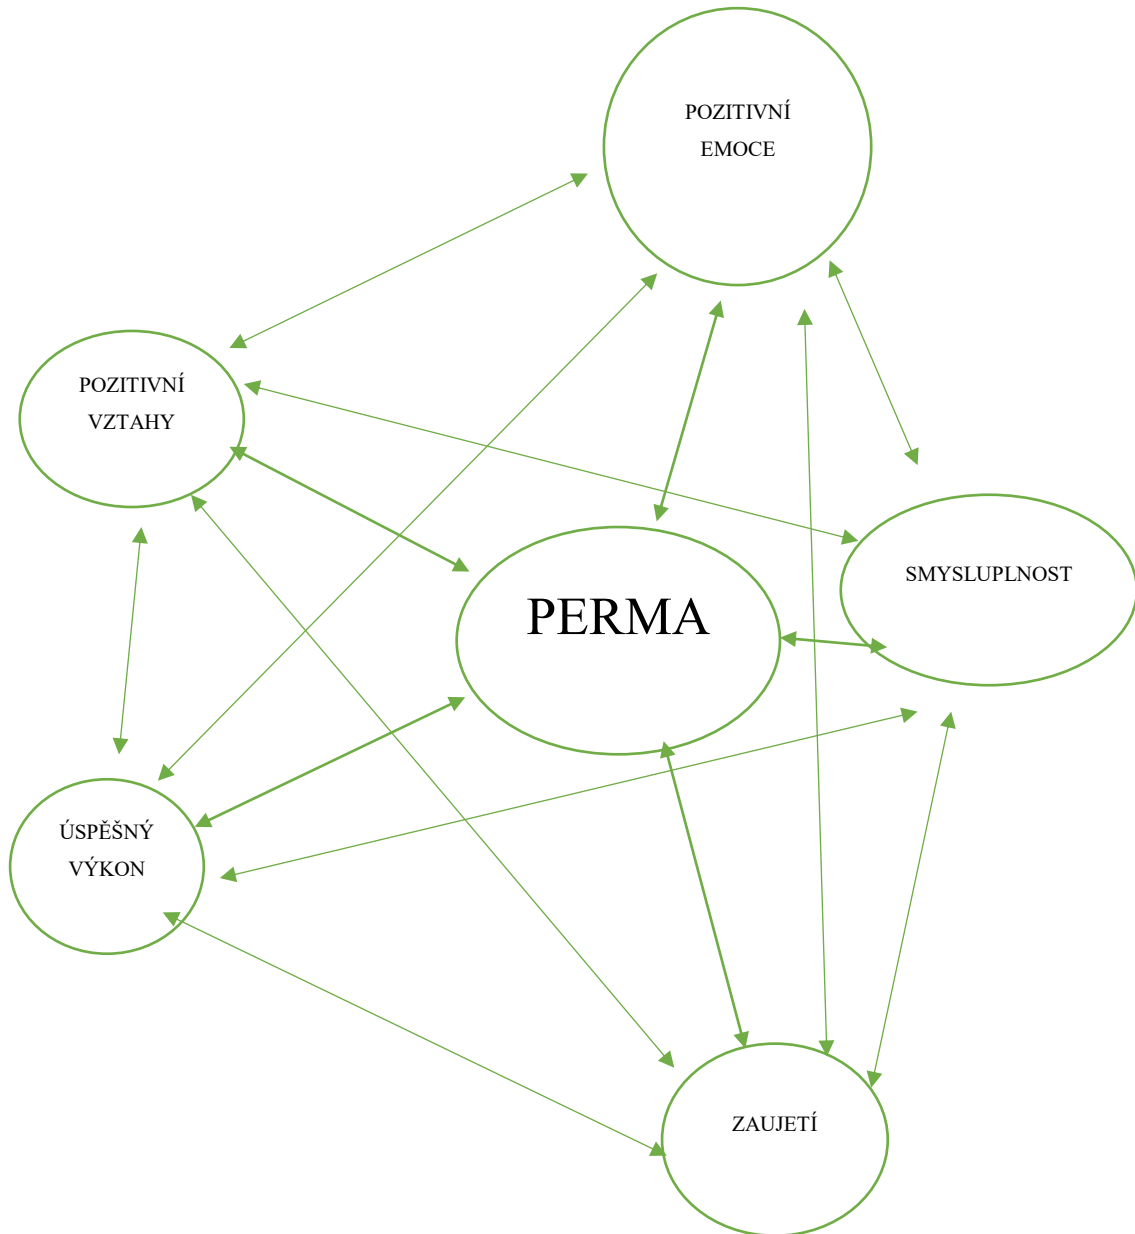 POZITIVNÍ
EMOCE
POZITIVNÍ
VZTAHY
SMYSLUPLNOST
PERMA
ÚSPĚŠNÝ
VÝKON
ZAUJETÍ